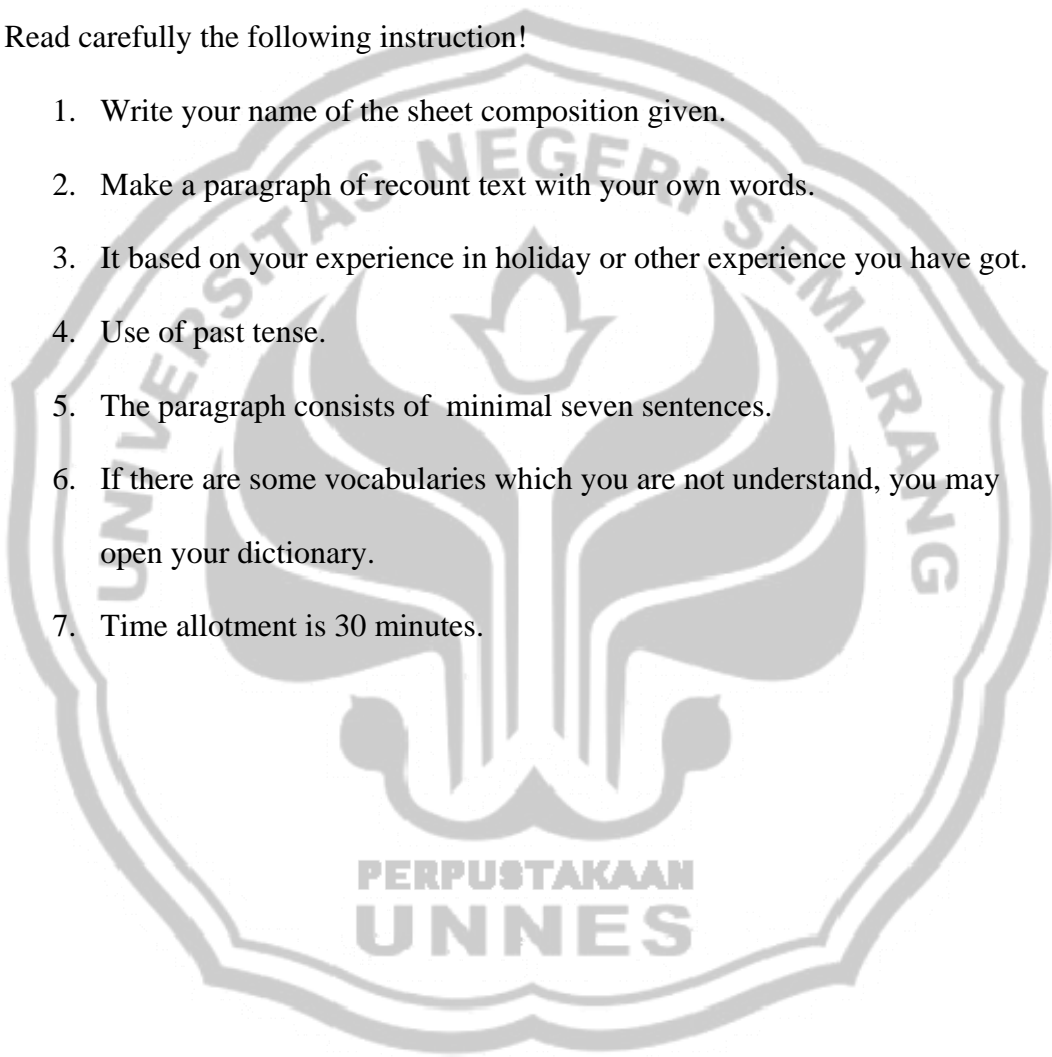 Read carefully the following instruction!
1. Write your name of the sheet composition given.
2. Make a paragraph of recount text with your own words.
3. It based on your experience in holiday or other experience you have got.
4. Use of past tense.
5. The paragraph consists of minimal seven sentences.
6. If there are some vocabularies which you are not understand, you may
open your dictionary.
7. Time allotment is 30 minutes.
UNIVERSITAS NEGERI SEMARANG
PERPUSTAKAAN
UNNES